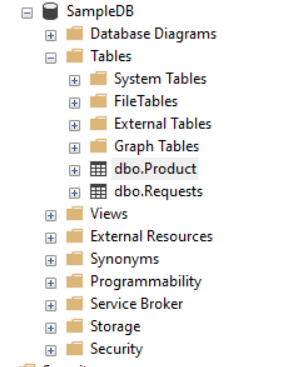 SampleDB
Database Diagrams
Tables
System Tables
FileTables
External Tables
Graph Tables
dbo.Product
dbo.Requests
Views
External Resources
Synonyms
Programmability
Service Broker
Storage
Security